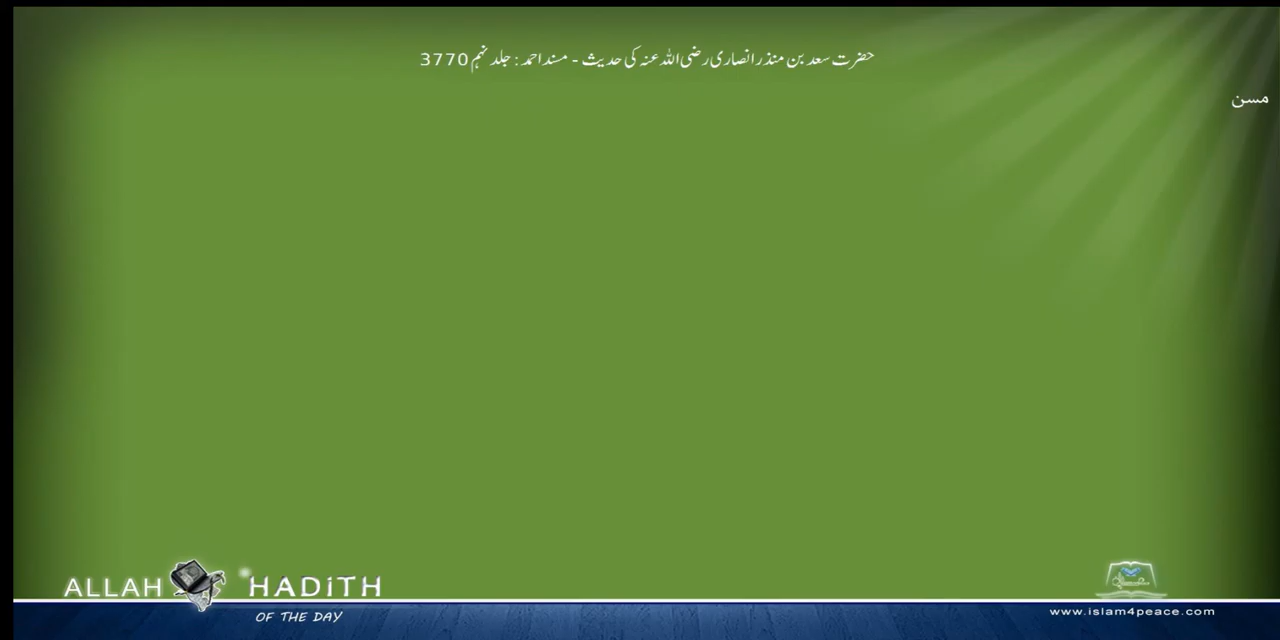 حضرت سعد بن منذر انصاری رضی اللہ عنہ کی حدیث - مسند احمد : جلد نہم 3770
مسن
ALLAH HADITH
OF THE DAY
www.islam4peace.com